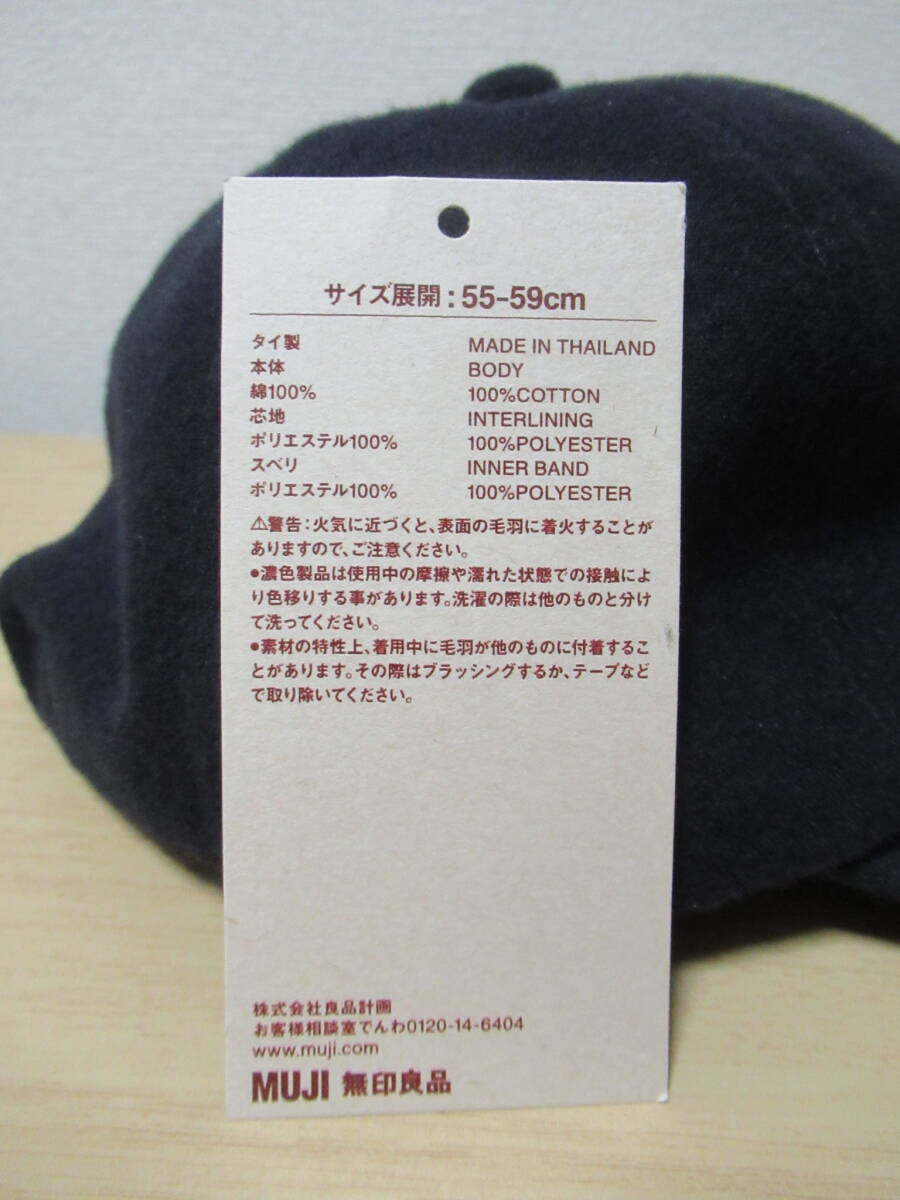 サイズ展開：55-59cm
タイ製 MADE IN THAILAND
本体 BODY
綿100% 100%COTTON
芯地 INTERLINING
ポリエステル100% 100%POLYESTER
スベリ INNER BAND
ポリエステル100% 100%POLYESTER
⚠警告：火気に近づくと、表面の毛羽に着火することが
ありますので、ご注意ください。
●濃色製品は使用中の摩擦や濡れた状態での接触によ
り色移りする事があります。洗濯の際は他のものと分け
て洗ってください。
●素材の特性上、着用中に毛羽が他のものに付着するこ
とがあります。その際はブラッシングするか、テープなど
で取り除いてください。
株式会社良品計画
お客様相談室でんわ0120-14-6404
www.muji.com
MUJI 無印良品